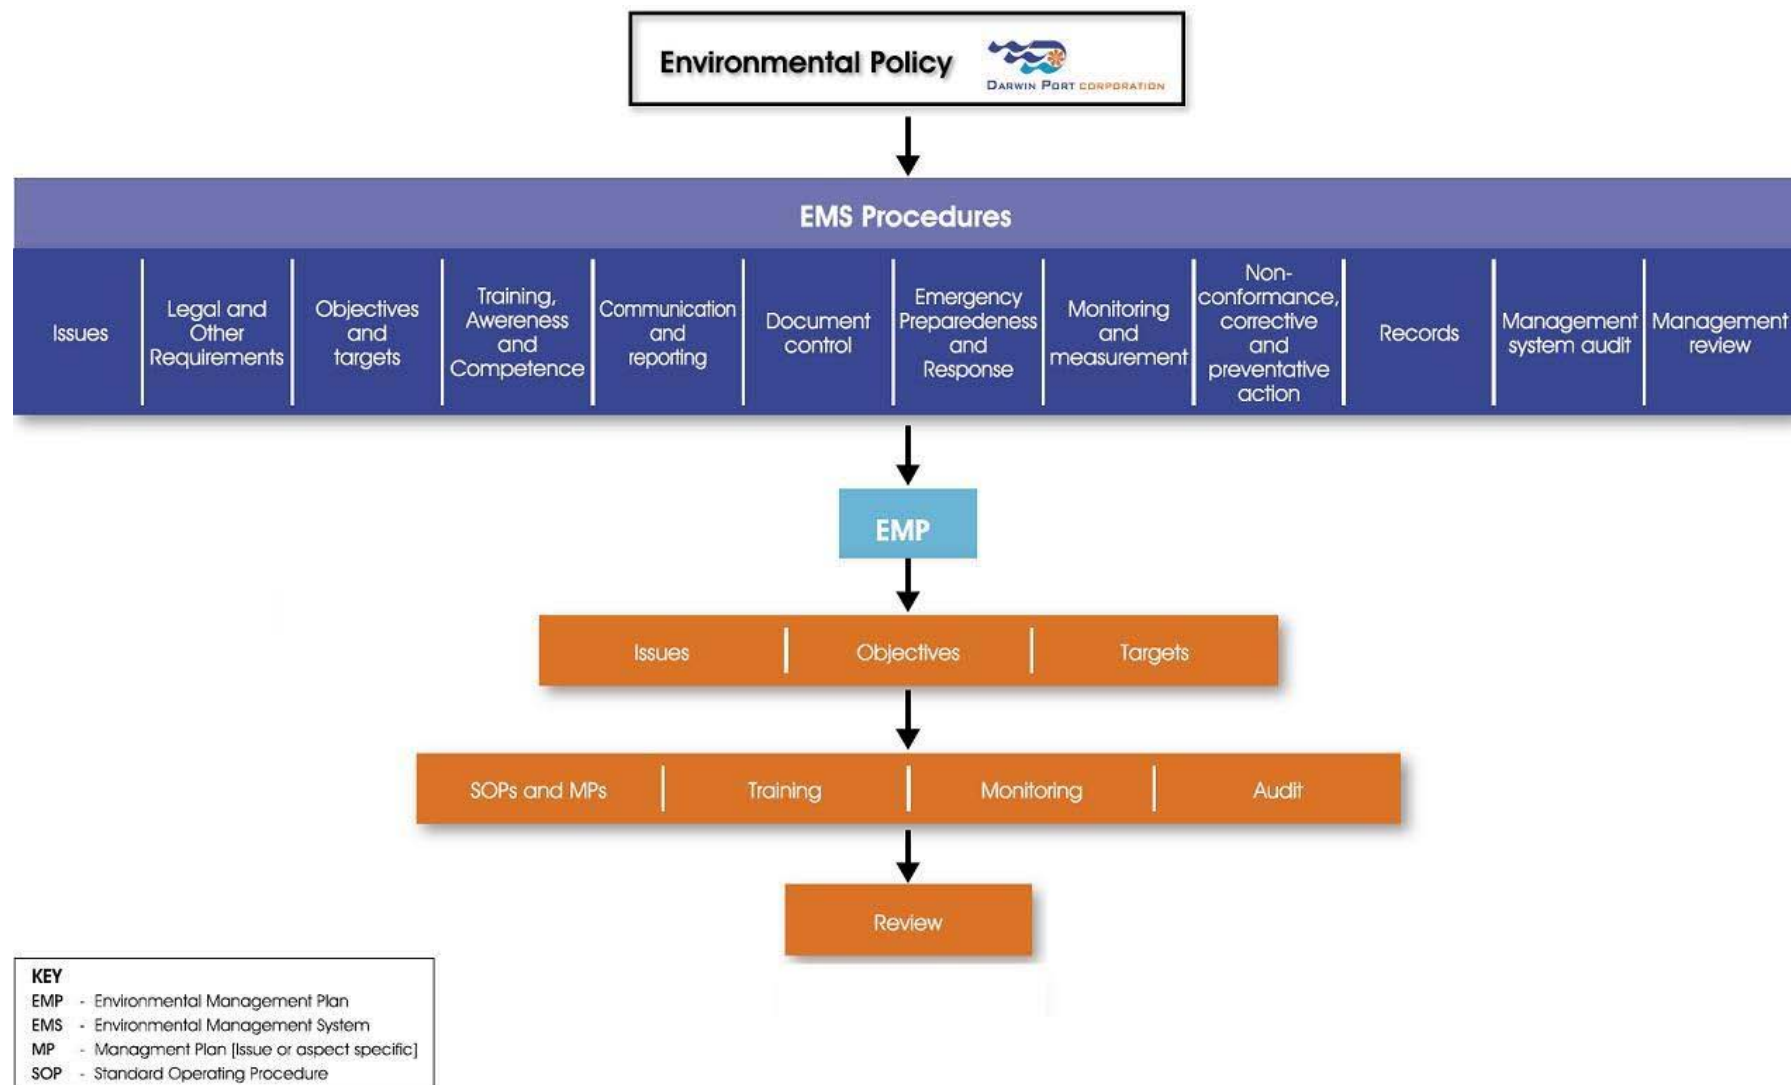 Environmental Policy
DARWIN PORT CORPORATION
EMS Procedures
Issues
Legal and
Other
Requirements
Objectives
and
targets
Training,
Awereness
and
Competence
Communication
and
reporting
Document
control
Emergency
Preparedeness
and
Response
Monitoring
and
measurement
Non-
conformance,
corrective
and
preventative
action
Records
Management
system audit
Management
review
EMP
Issues
Objectives
Targets
SOPs and MPs
Training
Monitoring
Audit
Review
KEY
EMP - Environmental Management Plan
EMS - Environmental Management System
MP - Managment Plan [Issue or aspect specific]
SOP - Standard Operating Procedure